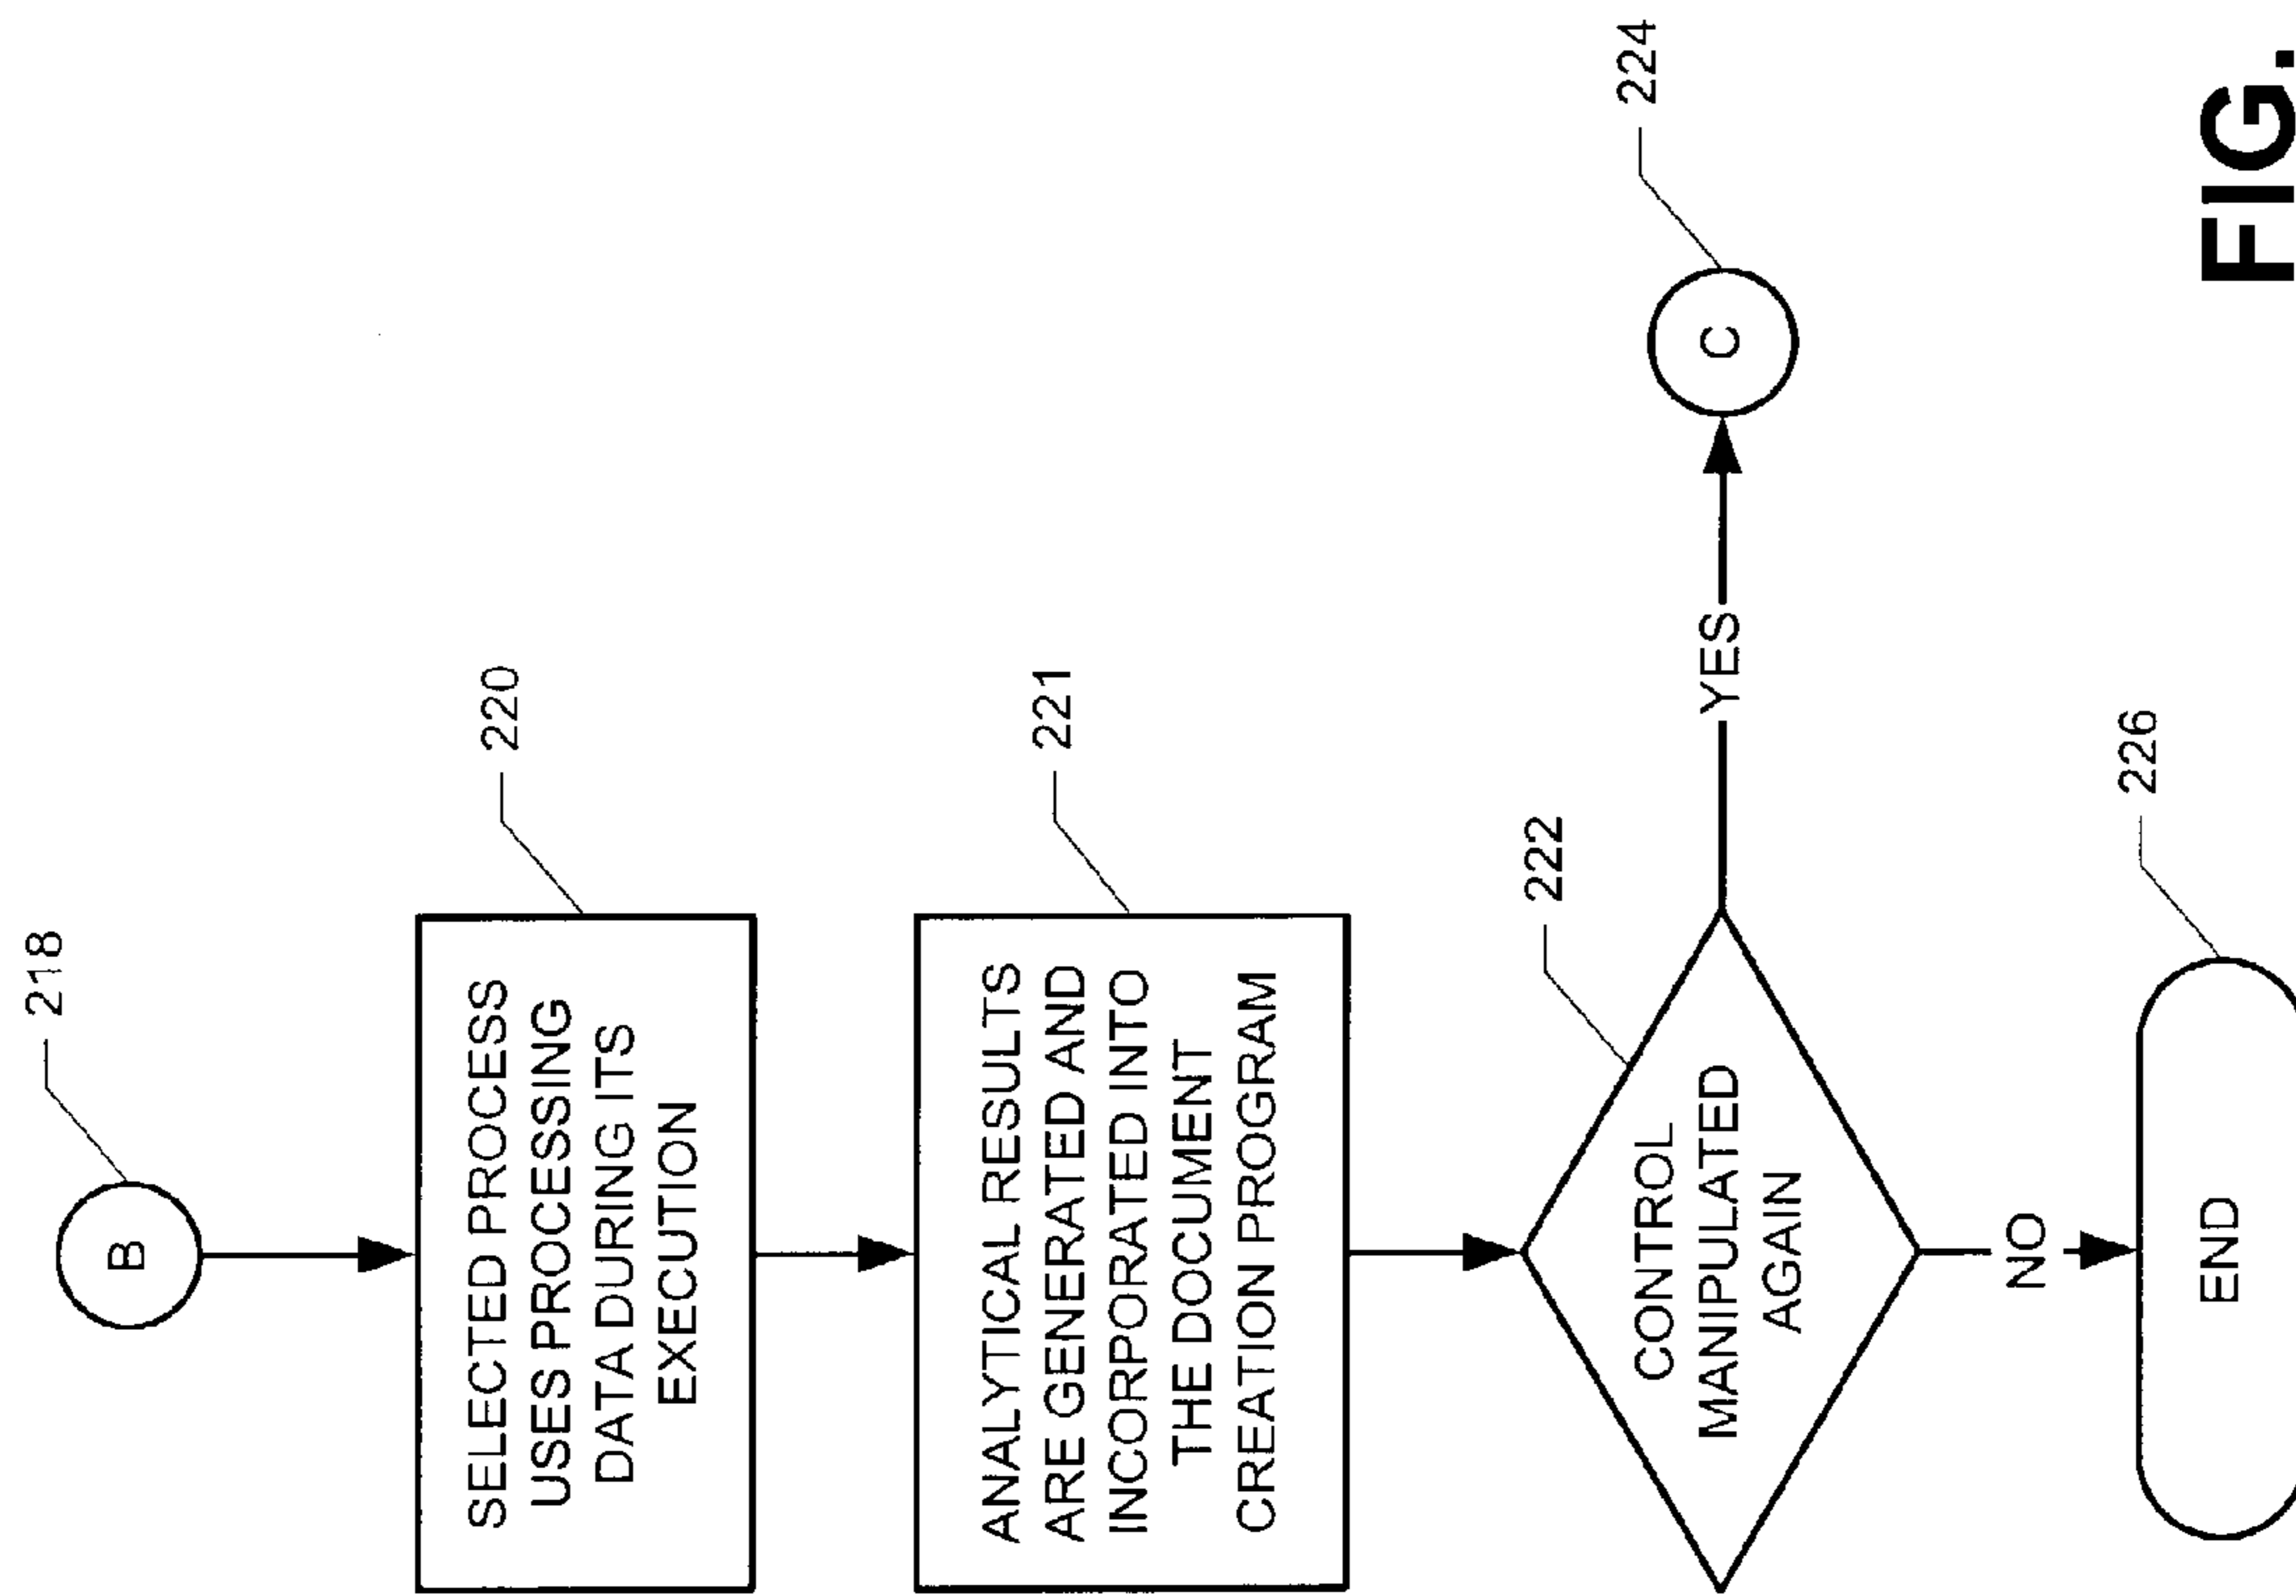 218
B
220
SELECTED PROCESS
USES PROCESSING
DATA DURING ITS
EXECUTION
221
ANALYTICAL RESULTS
ARE GENERATED AND
INCORPORATED INTO
THE DOCUMENT
CREATION PROGRAM
222
CONTROL
MANIPULATED
AGAIN
YES
C
224
NO
226
END
FIG.